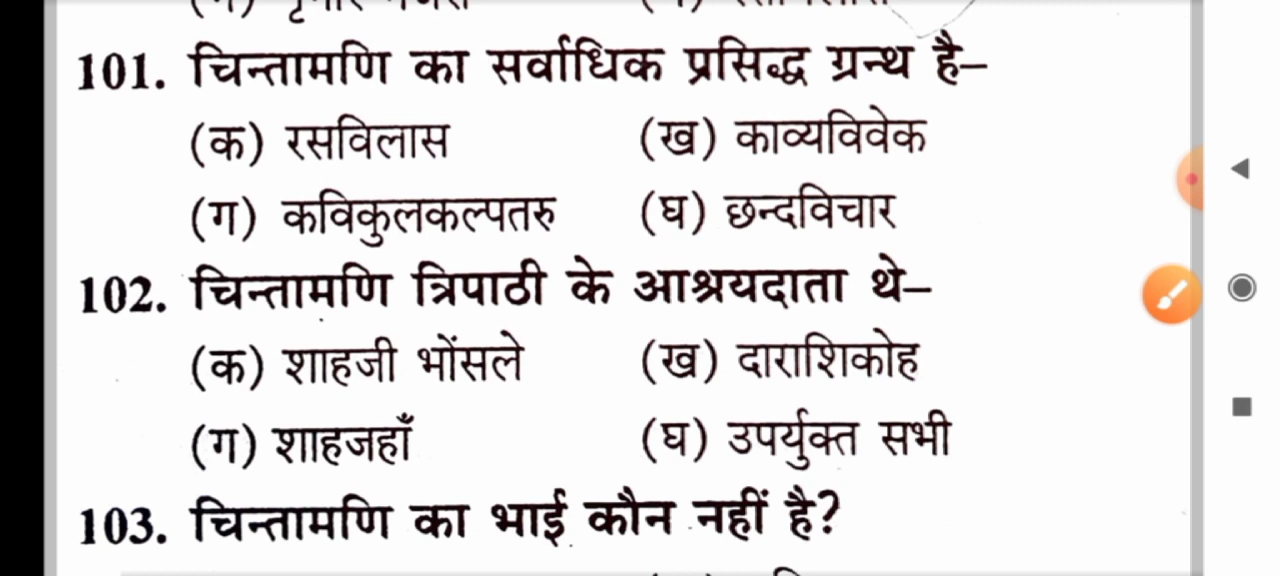 101. चिन्तामणि का सर्वाधिक प्रसिद्ध ग्रन्थ है–
(क) रसविलास (ख) काव्यविवेक
(ग) कविकुलकल्पतरु (घ) छन्दविचार
102. चिन्तामणि त्रिपाठी के आश्रयदाता थे–
(क) शाहजी भोंसले (ख) दाराशिकोह
(ग) शाहजहाँ (घ) उपर्युक्त सभी
103. चिन्तामणि का भाई कौन नहीं है?